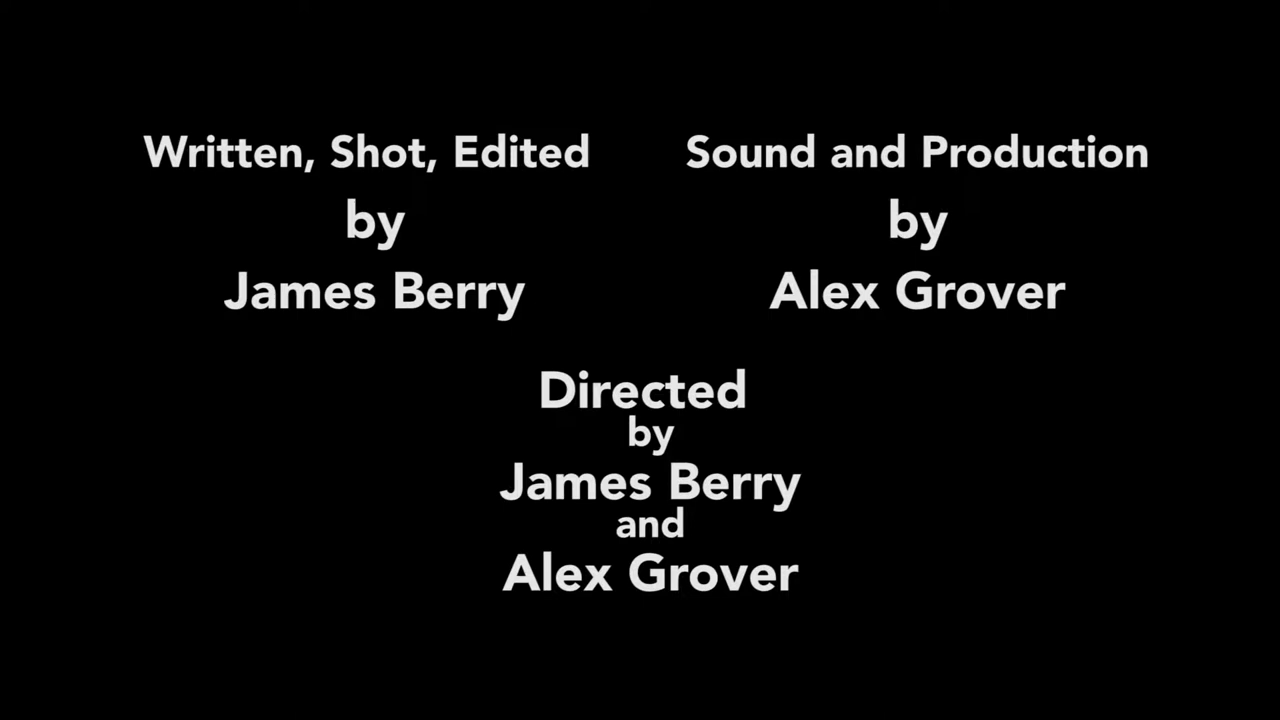 Written, Shot, Edited
by
James Berry
Sound and Production
by
Alex Grover
Directed
by
James Berry
and
Alex Grover